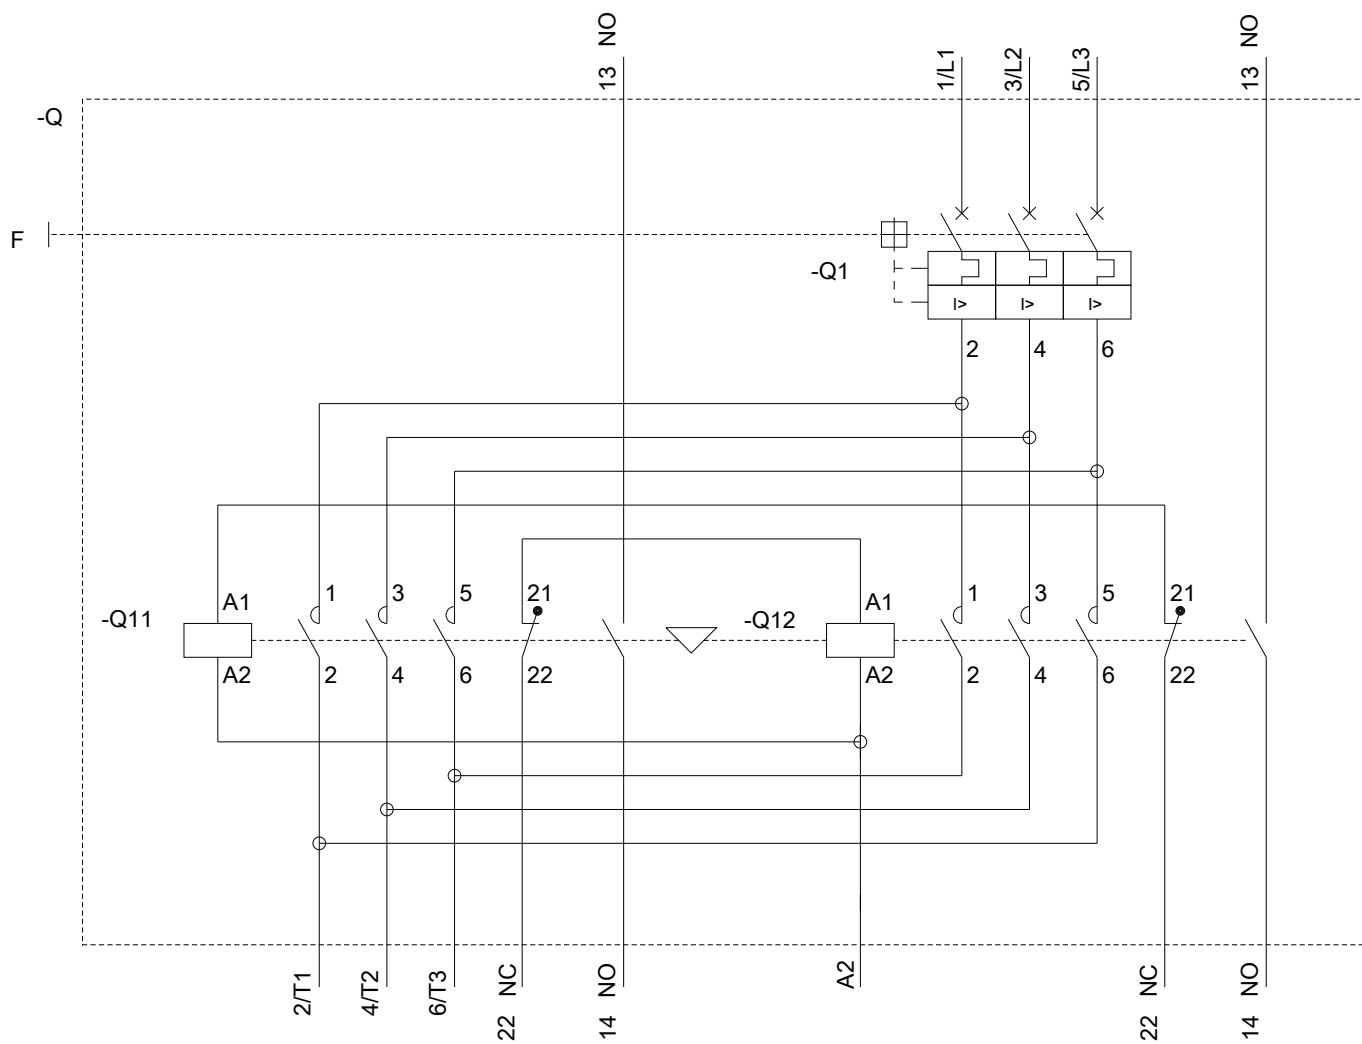 13 NO
1/L1
3/L2
5/L3
13 NO
-Q
F
-Q1
I> I> I>
2 4 6
1 3 5 21 1 3 5 21
-Q11 A1 -Q12 A1
A2 2 4 6 22 A2 2 4 6 22
2/T1
4/T2
6/T3
22 NC
14 NO
A2
22 NC
14 NO